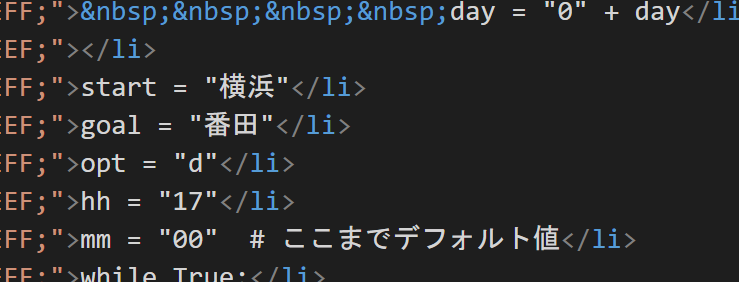 EFF;">&nbsp;&nbsp;&nbsp;&nbsp;day = "0" + day</li
EFF;"></li>
EFF;">start = "横浜"</li>
EFF;">goal = "番田"</li>
EFF;">opt = "d"</li>
EFF;">hh = "17"</li>
EFF;">mm = "00"  # ここまでデフォルト値</li>
EFF;">while True:</li>